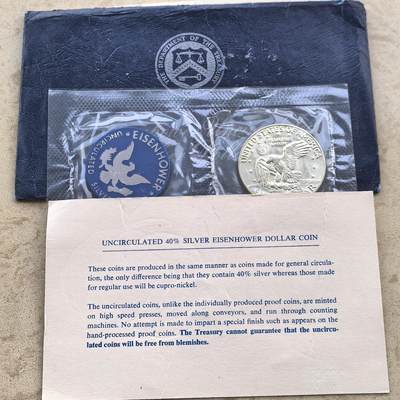 THE DEPARTMENT OF THE TREASURY
UNCIRCULATED EISENHOWER
UNITED STATES OF AMERICA
UNCIRCULATED 40% SILVER EISENHOWER DOLLAR COIN
These coins are produced in the same manner as coins made for general circula-
tion, the only difference being that they contain 40% silver whereas those made
for regular use will be cupro-nickel.
The uncirculated coins, unlike the individually produced proof coins, are minted
on high speed presses, moved along conveyors, and run through counting
machines. No attempt is made to impart a special finish such as appears on the
hand-processed proof coins. The Treasury cannot guarantee that the uncircu-
lated coins will be free from blemishes.